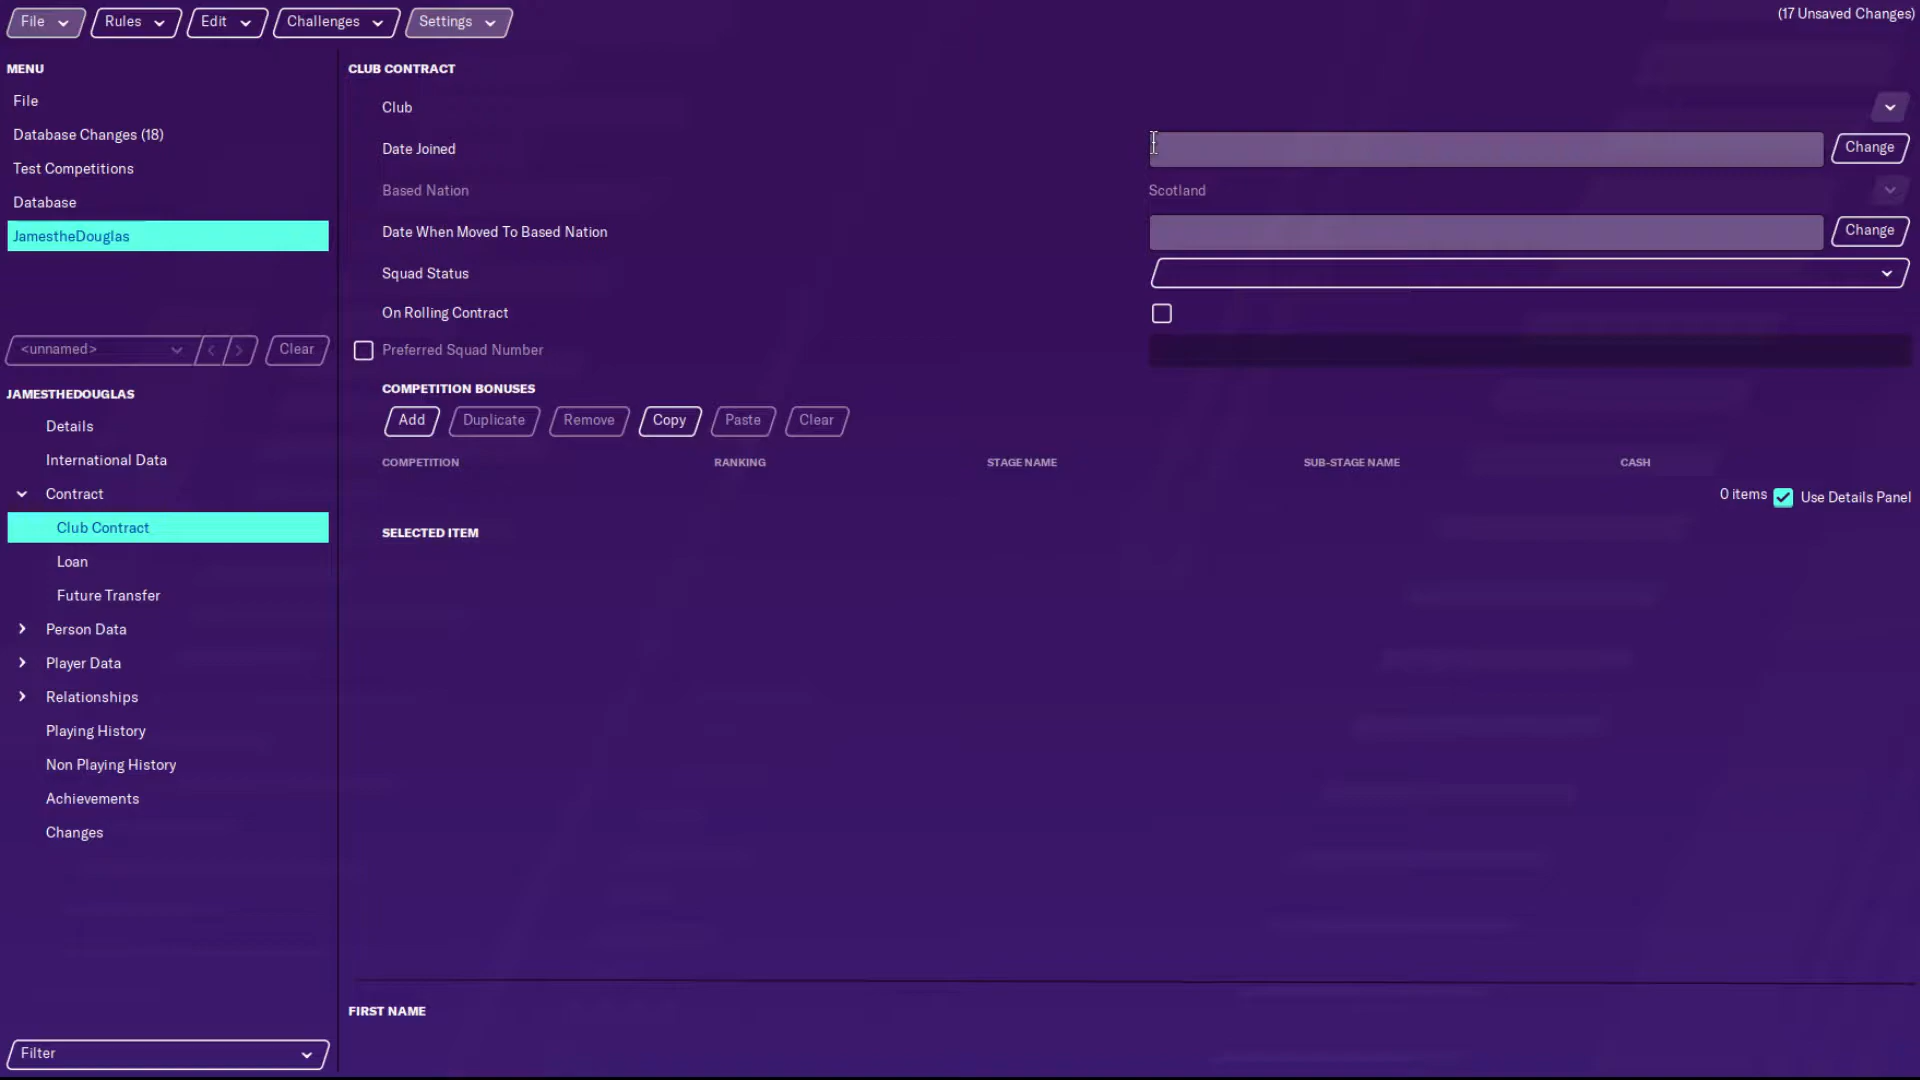 File
Rules
Edit
Challenges
Settings
(17 Unsaved Changes)
MENU
File
Database Changes (18)
Test Competitions
Database
JamestheDouglas
<unnamed>
Clear
JAMESTHEDOUGLAS
Details
International Data
Contract
Club Contract
Loan
Future Transfer
Person Data
Player Data
Relationships
Playing History
Non Playing History
Achievements
Changes
Filter
CLUB CONTRACT
Club
Date Joined
Change
Based Nation
Scotland
Date When Moved To Based Nation
Change
Squad Status
On Rolling Contract
Preferred Squad Number
COMPETITION BONUSES
Add
Duplicate
Remove
Copy
Paste
Clear
COMPETITION
RANKING
STAGE NAME
SUB-STAGE NAME
CASH
0 items
Use Details Panel
SELECTED ITEM
FIRST NAME